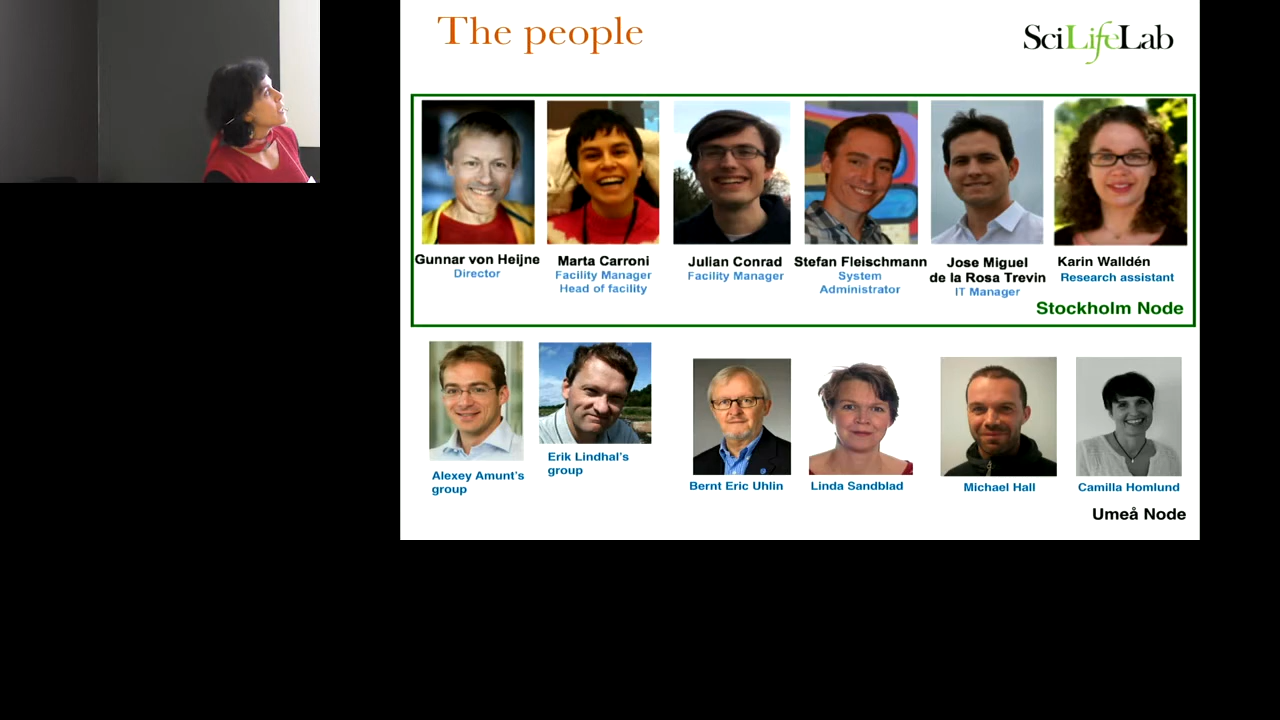 The people
SciLifeLab
Gunnar von Heijne
Director
Marta Carroni
Facility Manager
Head of facility
Julian Conrad
Facility Manager
Stefan Fleischmann
System
Administrator
Jose Miguel
de la Rosa Trevin
IT Manager
Karin Walldén
Research assistant
Stockholm Node
Alexey Amunt's
group
Erik Lindhal's
group
Bernt Eric Uhlin
Linda Sandblad
Michael Hall
Camilla Homlund
Umeå Node